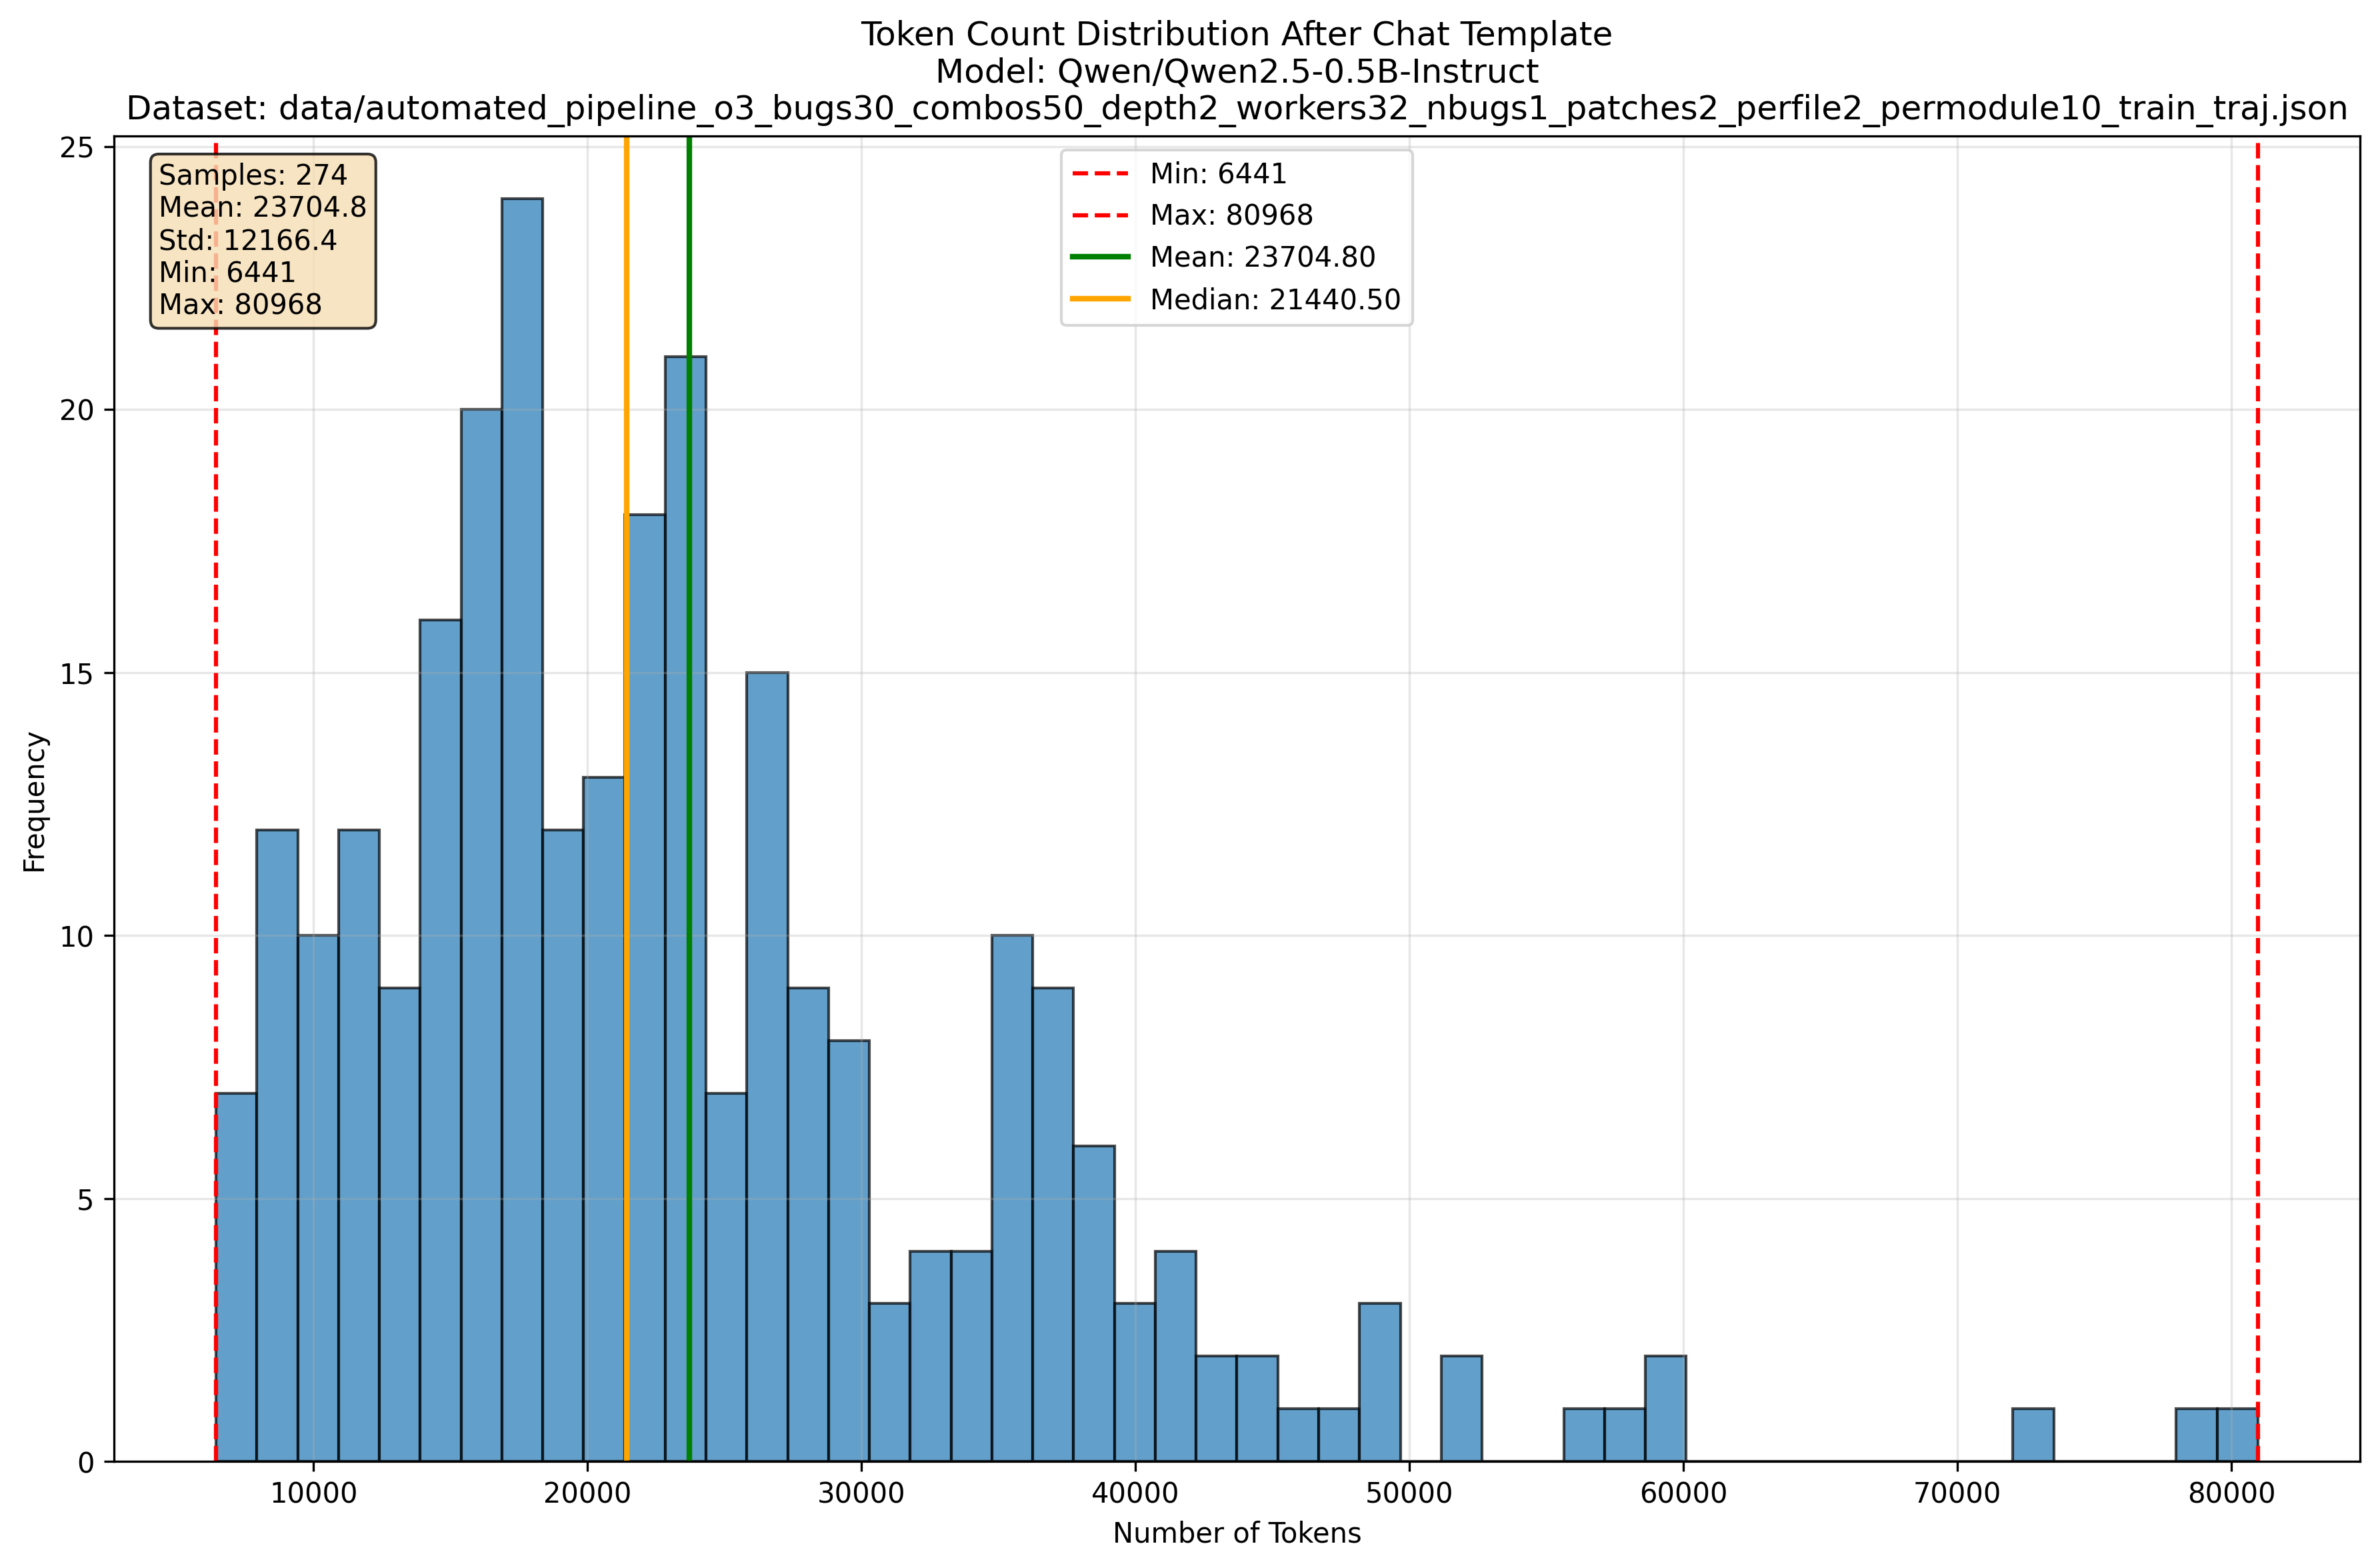 Token Count Distribution After Chat Template
Model: Qwen/Qwen2.5-0.5B-Instruct
Dataset: data/automated_pipeline_o3_bugs30_combos50_depth2_workers32_nbugs1_patches2_perfile2_permodule10_train_traj.json
Samples: 274
Mean: 23704.8
Std: 12166.4
Min: 6441
Max: 80968
Min: 6441
Max: 80968
Mean: 23704.80
Median: 21440.50
Frequency
25
20
15
10
5
0
10000
20000
30000
40000
50000
60000
70000
80000
Number of Tokens